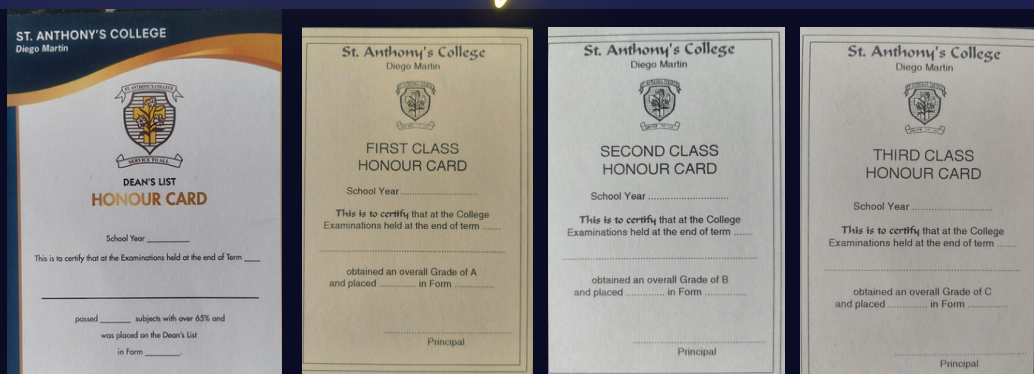 ST. ANTHONY'S COLLEGE
Diego Martin
ST. ANTHONY'S COLLEGE
SERVICE TO ALL
DEAN'S LIST
HONOUR CARD
School Year ________
This is to certify that at the Examinations held at the end of Term ____
passed ______ subjects with over 65% and
was placed on the Dean's List
in Form _______.
St. Anthony's College
Diego Martin
FIRST CLASS
HONOUR CARD
School Year ............................
This is to certify that at the College
Examinations held at the end of term .......
obtained an overall Grade of A
and placed ............. in Form ...........
Principal
St. Anthony's College
Diego Martin
SECOND CLASS
HONOUR CARD
School Year ............................
This is to certify that at the College
Examinations held at the end of term .......
obtained an overall Grade of B
and placed ............. in Form ...........
Principal
St. Anthony's College
Diego Martin
THIRD CLASS
HONOUR CARD
School Year ............................
This is to certify that at the College
Examinations held at the end of term .......
obtained an overall Grade of C
and placed ............. in Form ...........
Principal